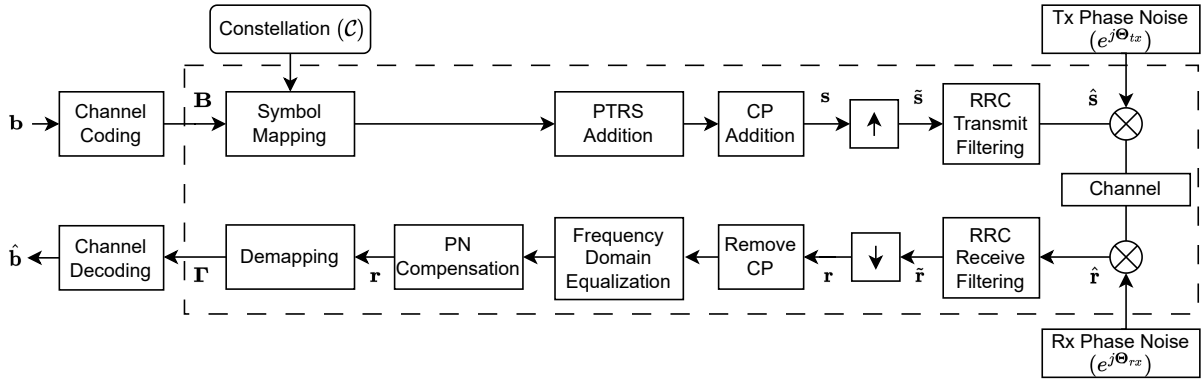 Constellation (𝒞)
Tx Phase Noise
(e^{jΘ_{tx}})
b
Channel
Coding
B
Symbol
Mapping
PTRS
Addition
CP
Addition
s
↑
s̃
RRC
Transmit
Filtering
ŝ
Channel
b̂
Channel
Decoding
Γ
Demapping
r
PN
Compensation
Frequency
Domain
Equalization
Remove
CP
r
↓
r̃
RRC
Receive
Filtering
r̂
Rx Phase Noise
(e^{jΘ_{rx}})